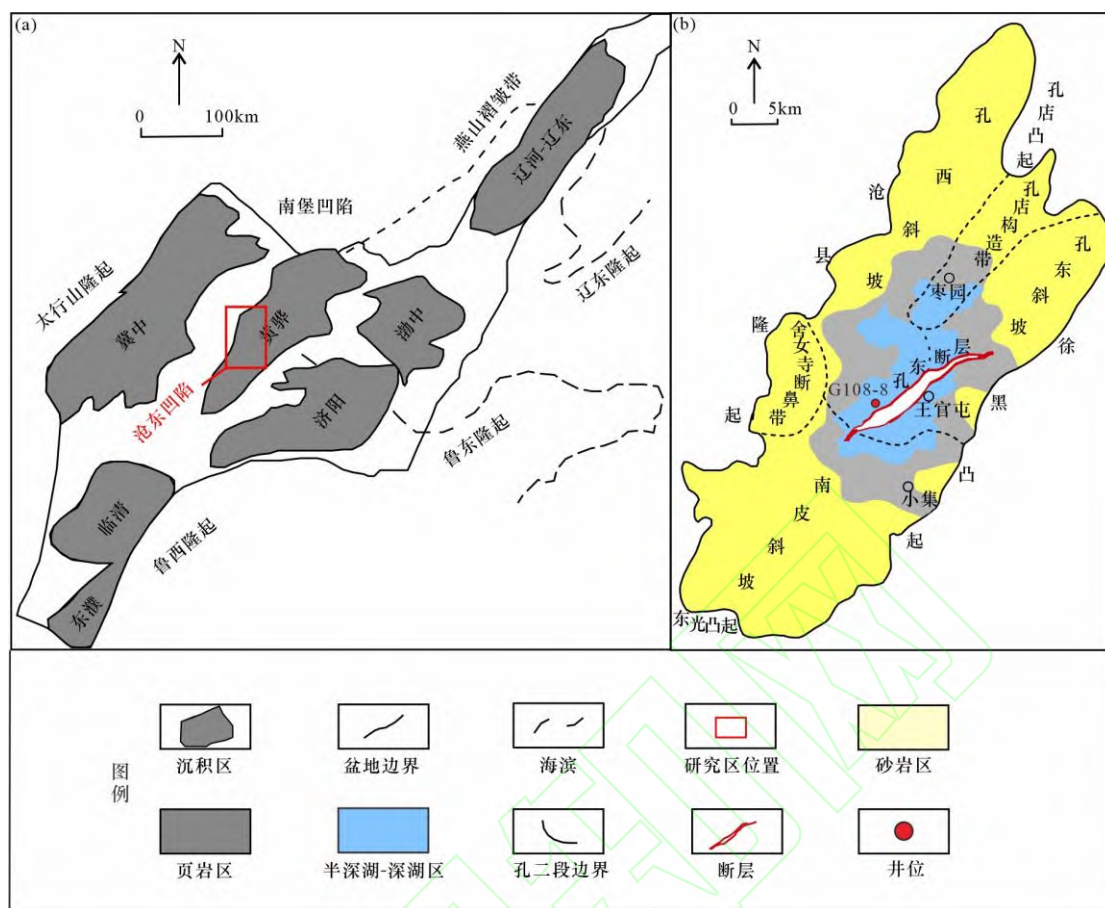 (a)
N
0 100km
燕山褶皱带
辽河-辽东
南堡凹陷
太行山隆起
辽东隆起
冀中
黄骅
渤中
沧东凹陷
济阳
鲁东隆起
临清
鲁西隆起
东濮
(b)
N
0 5km
孔店凸起
孔西斜坡
沧县隆起
孔店构造带
孔东斜坡
枣园
徐黑凸起
舍女寺断鼻带
孔东断层
G108-8
王官屯
小集
南皮斜坡
东光凸起
图例
沉积区
盆地边界
海滨
研究区位置
砂岩区
页岩区
半深湖-深湖区
孔二段边界
断层
井位